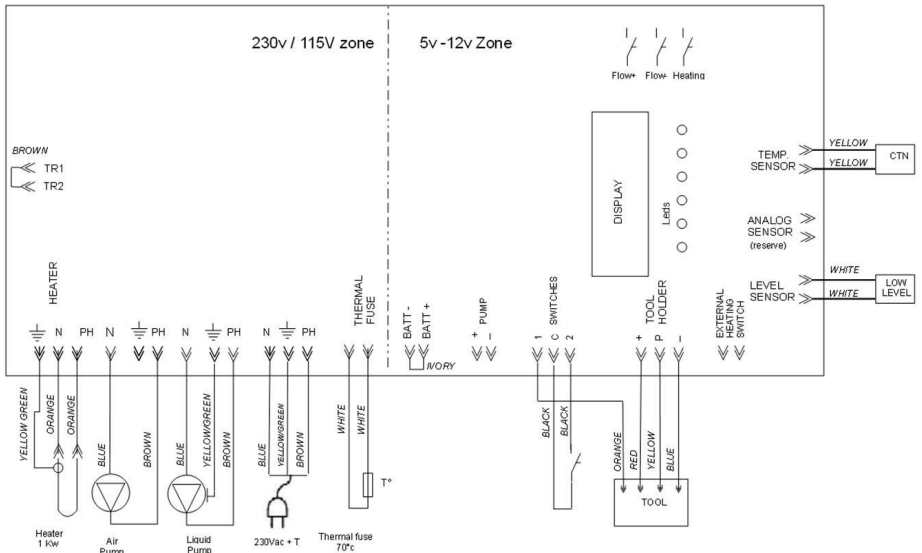 230v / 115V zone
5v -12v Zone
Flow+
Flow-
Heating
BROWN
TR1
TR2
DISPLAY
Leds
TEMP.
SENSOR
YELLOW
YELLOW
CTN
ANALOG
SENSOR
(reserve)
LEVEL
SENSOR
WHITE
WHITE
LOW
LEVEL
HEATER
N
PH
N
PH
N
PH
N
PH
THERMAL
FUSE
BATT -
BATT +
IVORY
+
-
PUMP
1
C
2
SWITCHES
+
P
-
TOOL
HOLDER
EXTERNAL
HEATING
SWITCH
YELLOW GREEN
ORANGE
ORANGE
BLUE
BROWN
BLUE
YELLOW/GREEN
BROWN
BLUE
YELLOW/GREEN
BROWN
WHITE
WHITE
T°
BLACK
BLACK
ORANGE
RED
YELLOW
BLUE
TOOL
Heater
1 Kw
Air
Pump
Liquid
Pump
230Vac + T
Thermal fuse
70°c